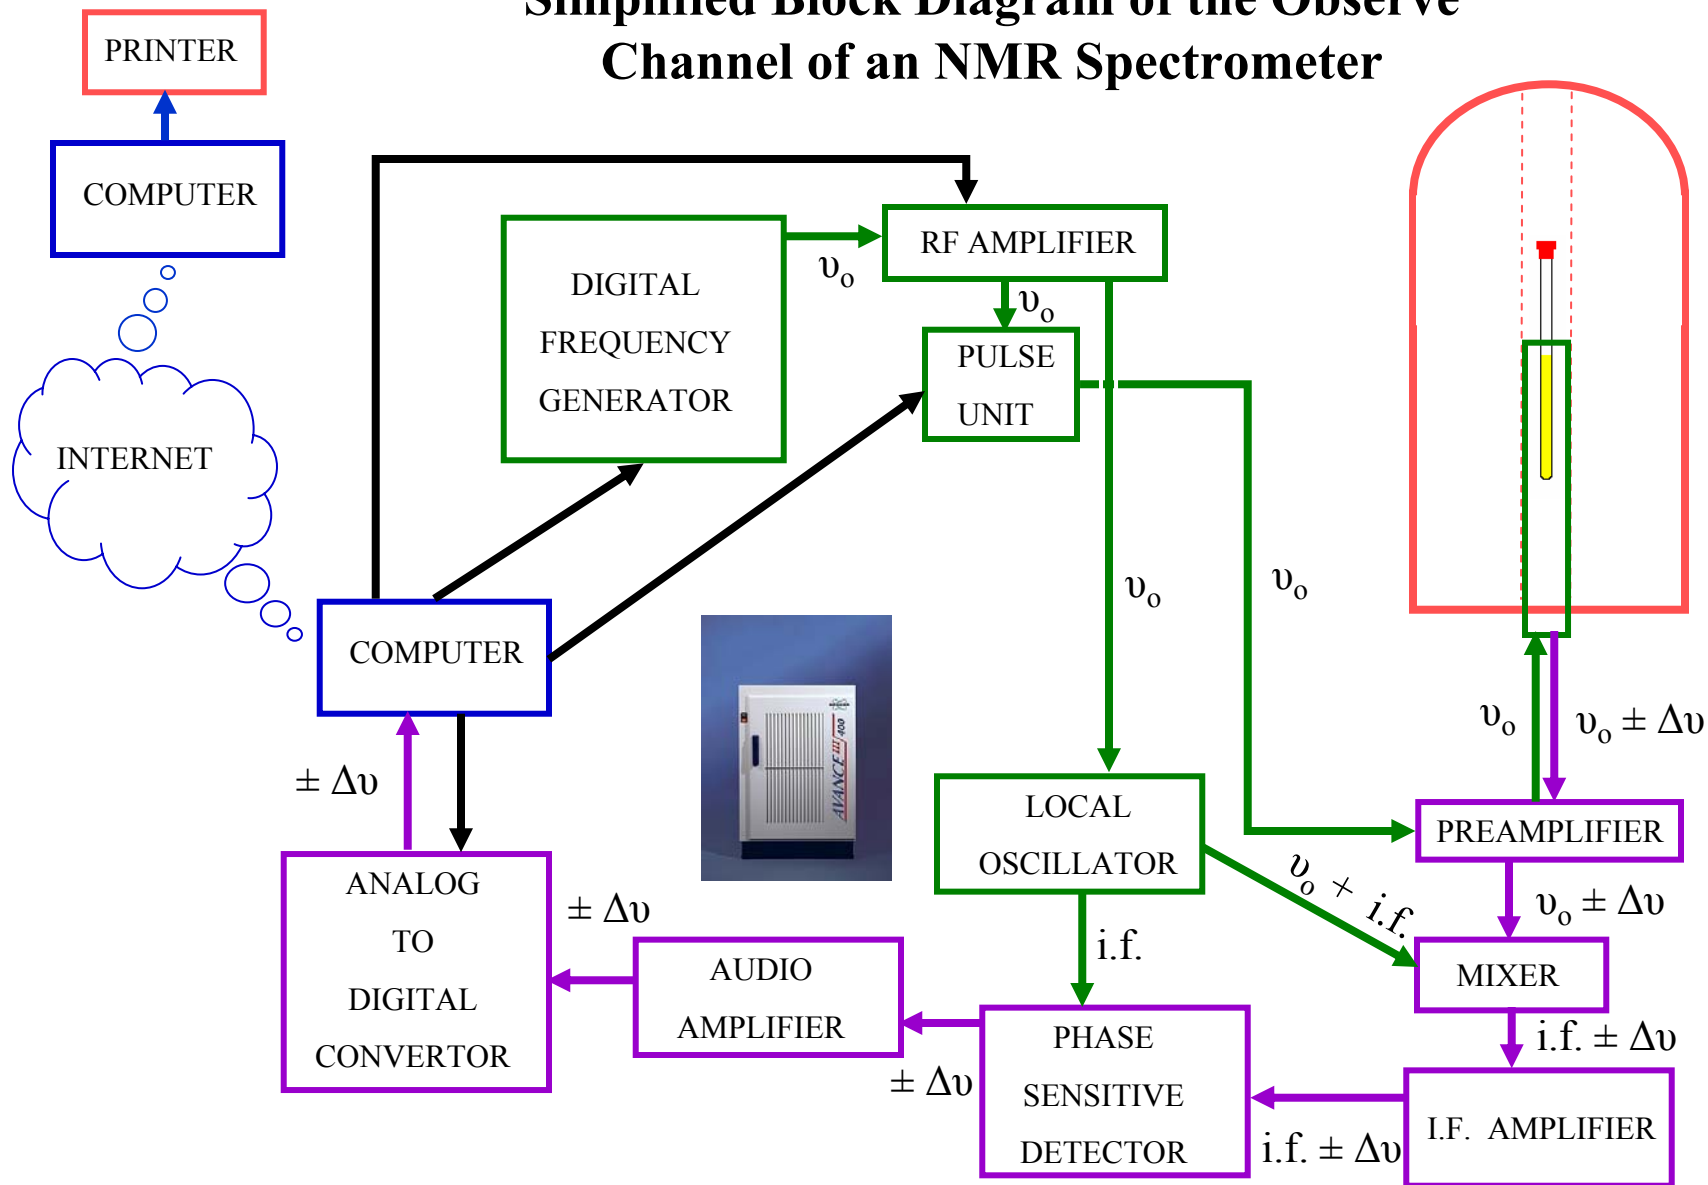 Simplified Block Diagram of the Observe
Channel of an NMR Spectrometer
PRINTER
COMPUTER
INTERNET
COMPUTER
DIGITAL
FREQUENCY
GENERATOR
υo
RF AMPLIFIER
υo
PULSE
UNIT
υo
υo
υo
υo ± Δυ
AVANCE III 400
LOCAL
OSCILLATOR
υo + i.f.
i.f.
PREAMPLIFIER
υo ± Δυ
MIXER
i.f. ± Δυ
I.F. AMPLIFIER
i.f. ± Δυ
PHASE
SENSITIVE
DETECTOR
± Δυ
AUDIO
AMPLIFIER
± Δυ
ANALOG
TO
DIGITAL
CONVERTOR
± Δυ